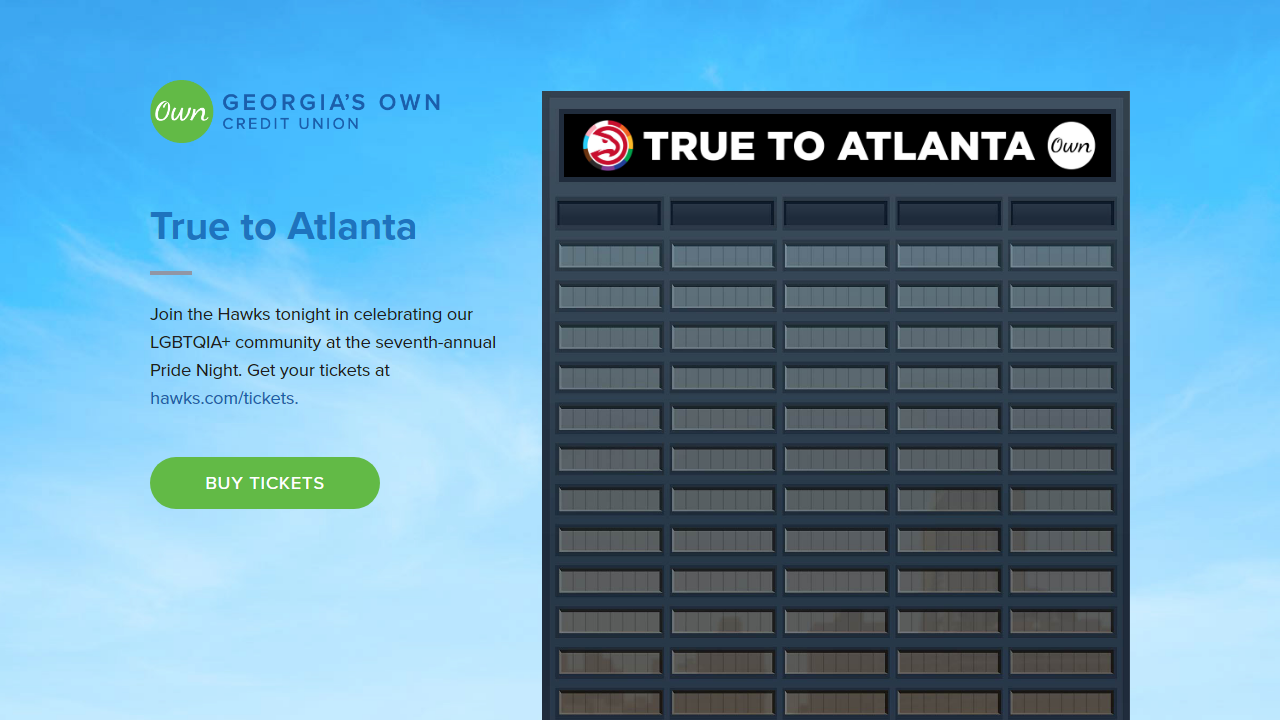 Own
GEORGIA'S OWN
CREDIT UNION
True to Atlanta
Join the Hawks tonight in celebrating our
LGBTQIA+ community at the seventh-annual
Pride Night. Get your tickets at
hawks.com/tickets.
BUY TICKETS
TRUE TO ATLANTA
Own